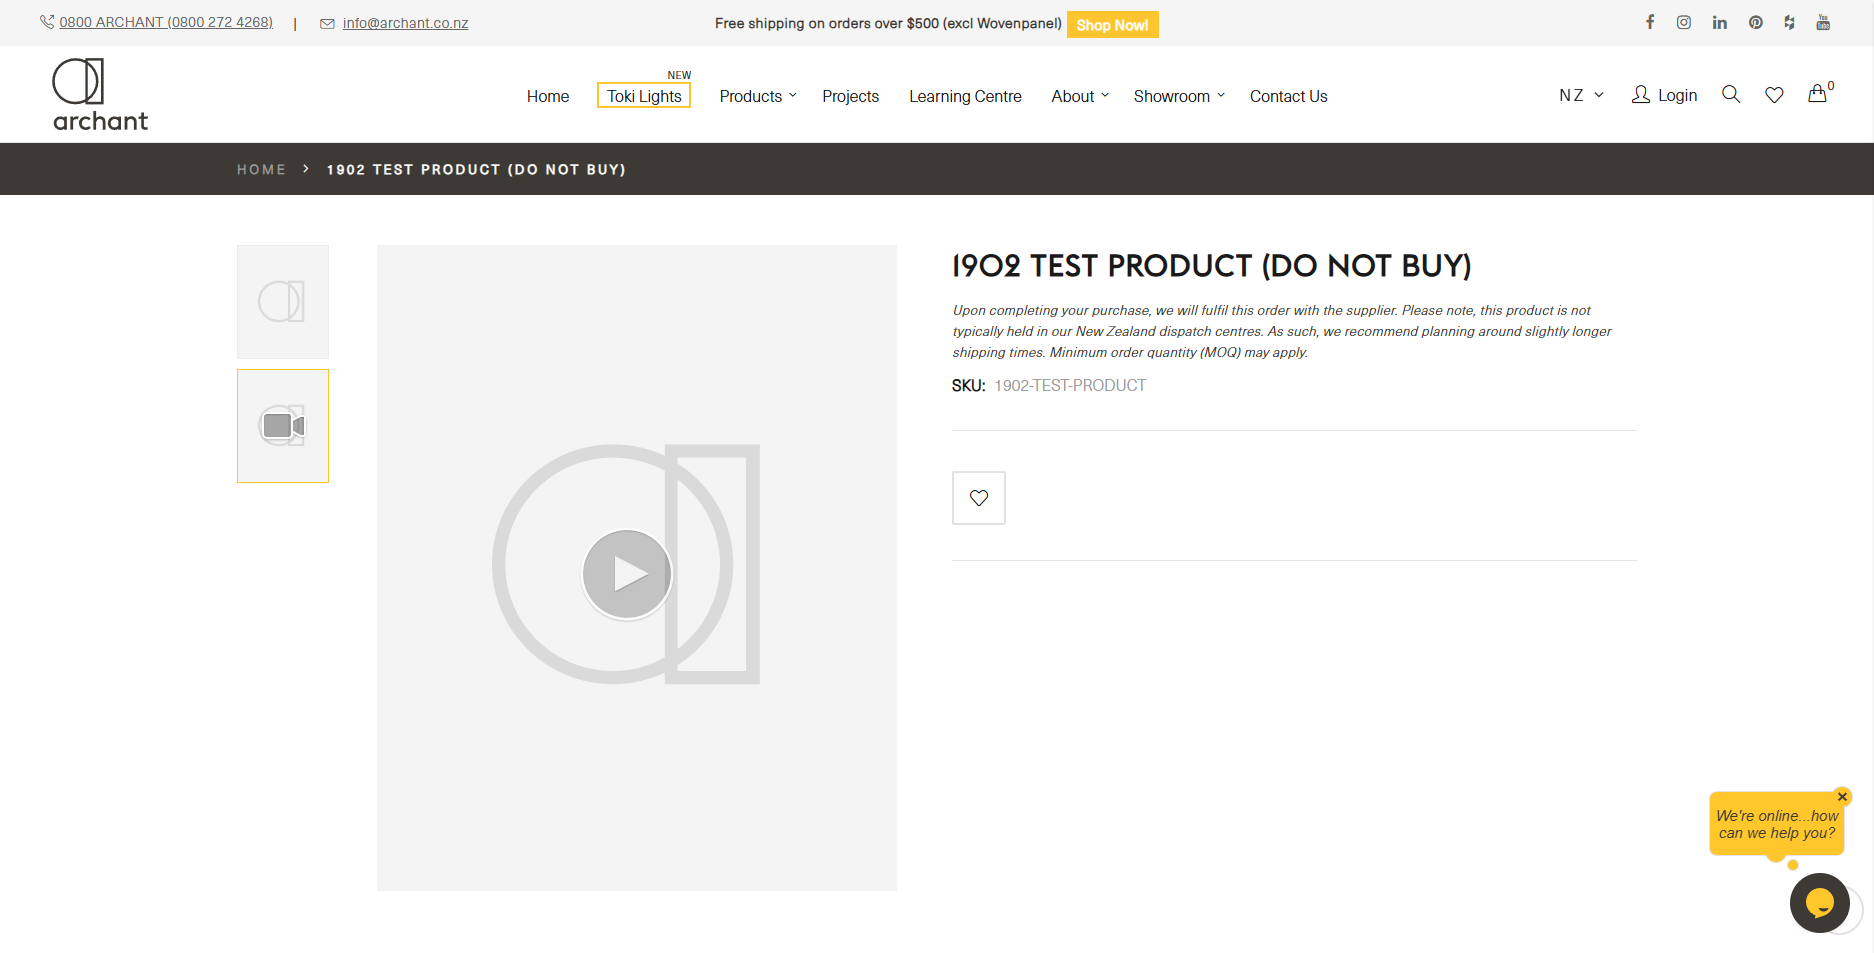 0800 ARCHANT (0800 272 4268) | info@archant.co.nz
Free shipping on orders over $500 (excl Wovenpanel) Shop Now!
You Tube
archant
NEW
Home Toki Lights Products Projects Learning Centre About Showroom Contact Us
NZ Login 0
HOME > 1902 TEST PRODUCT (DO NOT BUY)
1902 TEST PRODUCT (DO NOT BUY)
Upon completing your purchase, we will fulfil this order with the supplier. Please note, this product is not
typically held in our New Zealand dispatch centres. As such, we recommend planning around slightly longer
shipping times. Minimum order quantity (MOQ) may apply.
SKU: 1902-TEST-PRODUCT
We're online...how
can we help you?